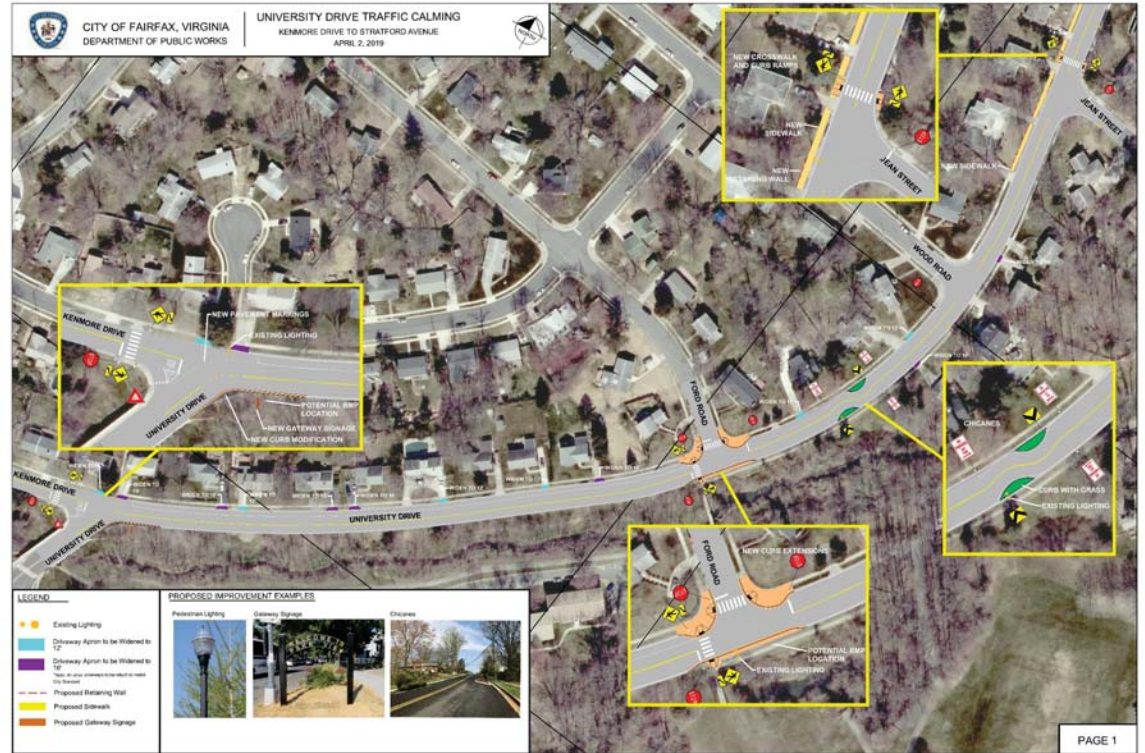 CITY OF FAIRFAX, VIRGINIA
DEPARTMENT OF PUBLIC WORKS
UNIVERSITY DRIVE TRAFFIC CALMING
KENMORE DRIVE TO STRATFORD AVENUE
APRIL 2, 2019
NORTH
NEW CROSSWALK
AND CURB RAMPS
NEW
SIDEWALK
NEW
RETAINING WALL
JEAN STREET
JEAN STREET
NEW SIDEWALK
WOOD ROAD
KENMORE DRIVE
NEW PAVEMENT MARKINGS
EXISTING LIGHTING
UNIVERSITY DRIVE
POTENTIAL BMP
LOCATION
NEW GATEWAY SIGNAGE
NEW CURB MODIFICATION
FORD ROAD
CHICANES
CURB WITH GRASS
EXISTING LIGHTING
KENMORE DRIVE
UNIVERSITY DRIVE
UNIVERSITY DRIVE
FORD ROAD
NEW CURB EXTENSIONS
POTENTIAL BMP
LOCATION
EXISTING LIGHTING
LEGEND
Existing Lighting
Driveway Apron to be Widened to
12'
Driveway Apron to be Widened to
16'
Proposed Retaining Wall
Proposed Sidewalk
Proposed Gateway Signage
PROPOSED IMPROVEMENT EXAMPLES
Pedestrian Lighting
Gateway Signage
Chicanes
PAGE 1